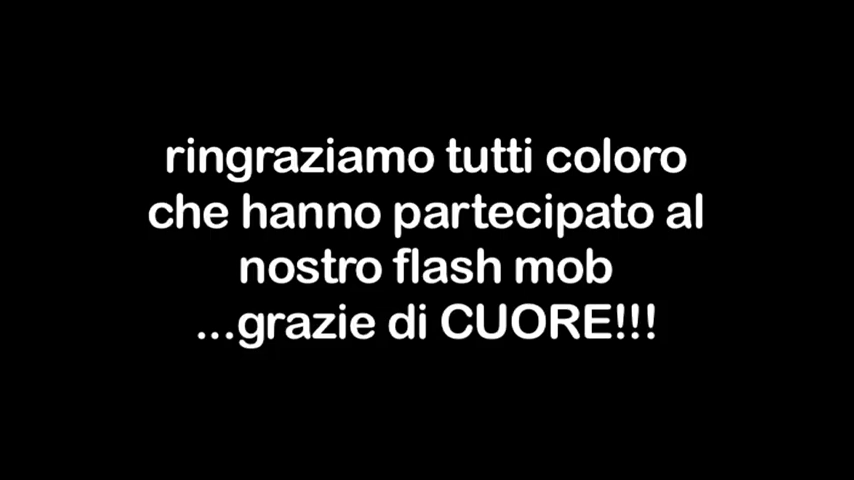 ringraziamo tutti coloro
che hanno partecipato al
nostro flash mob
...grazie di CUORE!!!